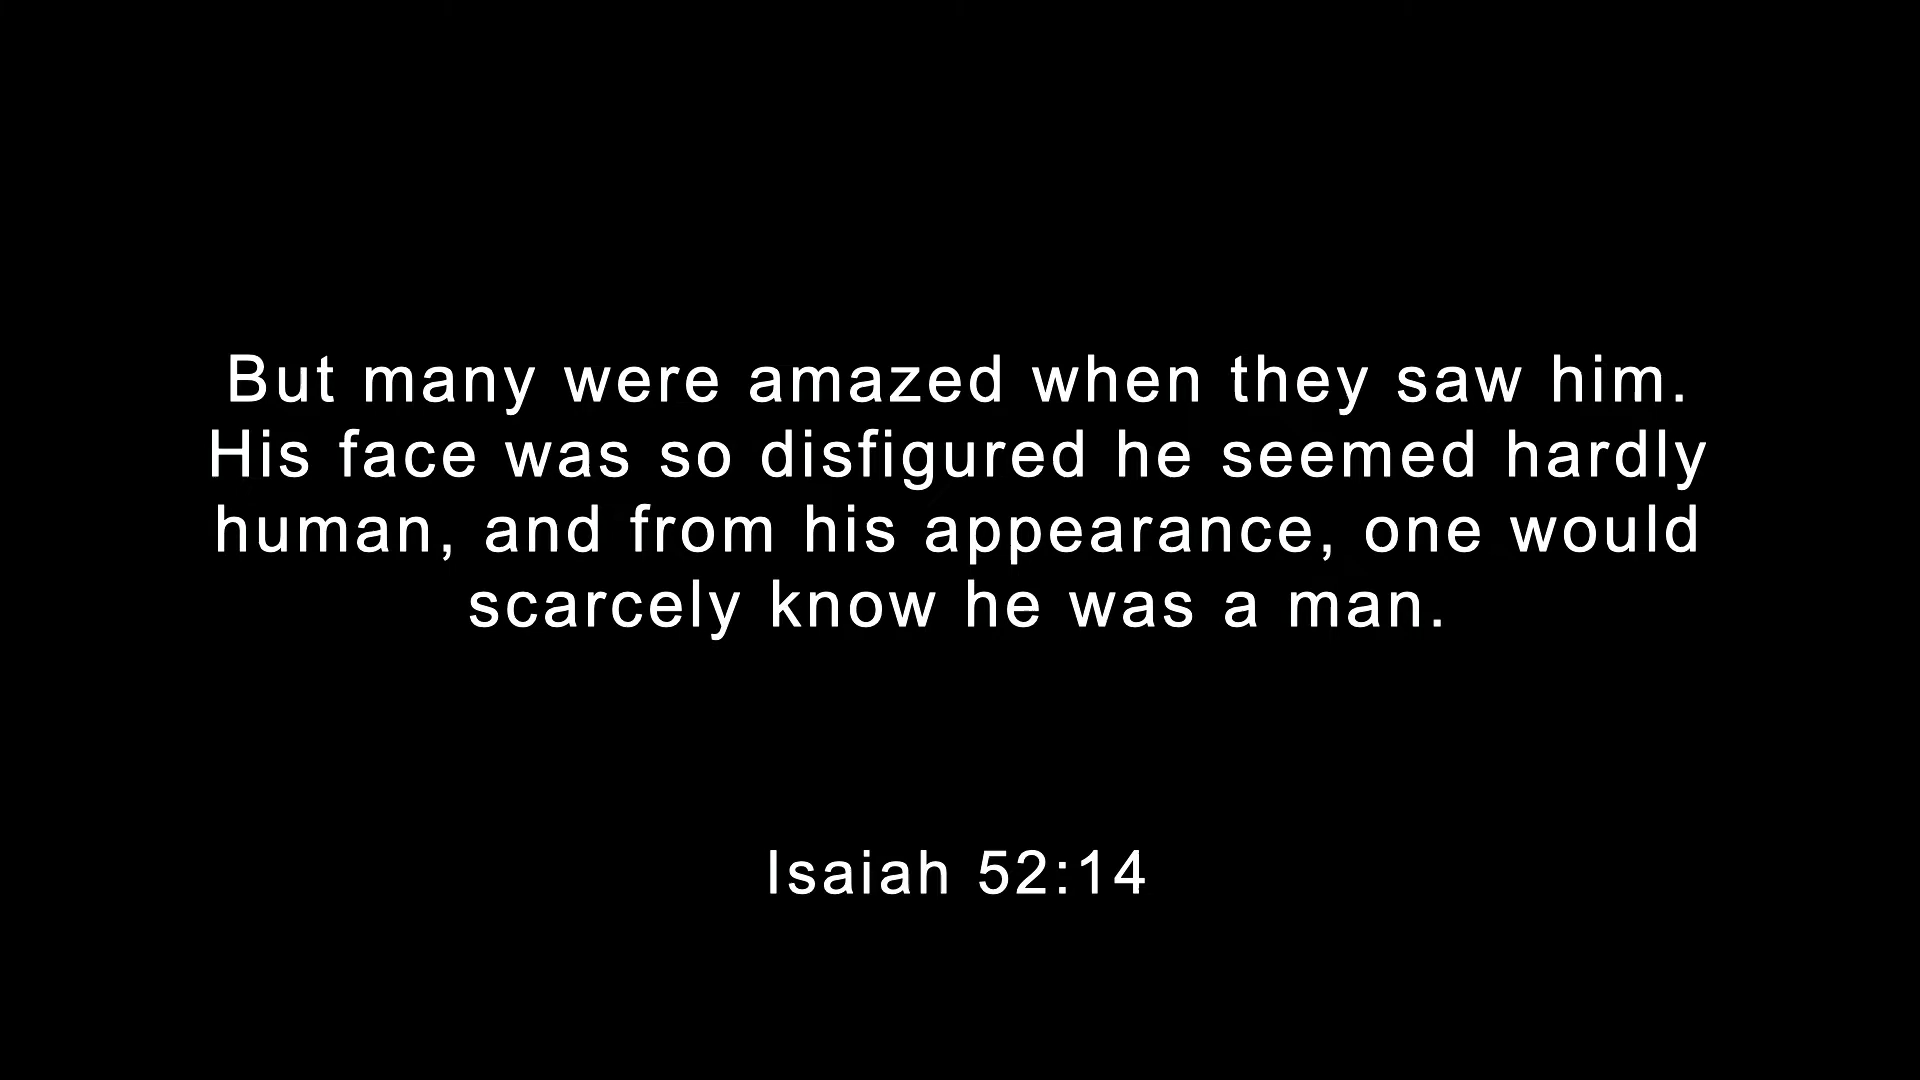 But many were amazed when they saw him.
His face was so disfigured he seemed hardly
human, and from his appearance, one would
scarcely know he was a man.
Isaiah 52:14